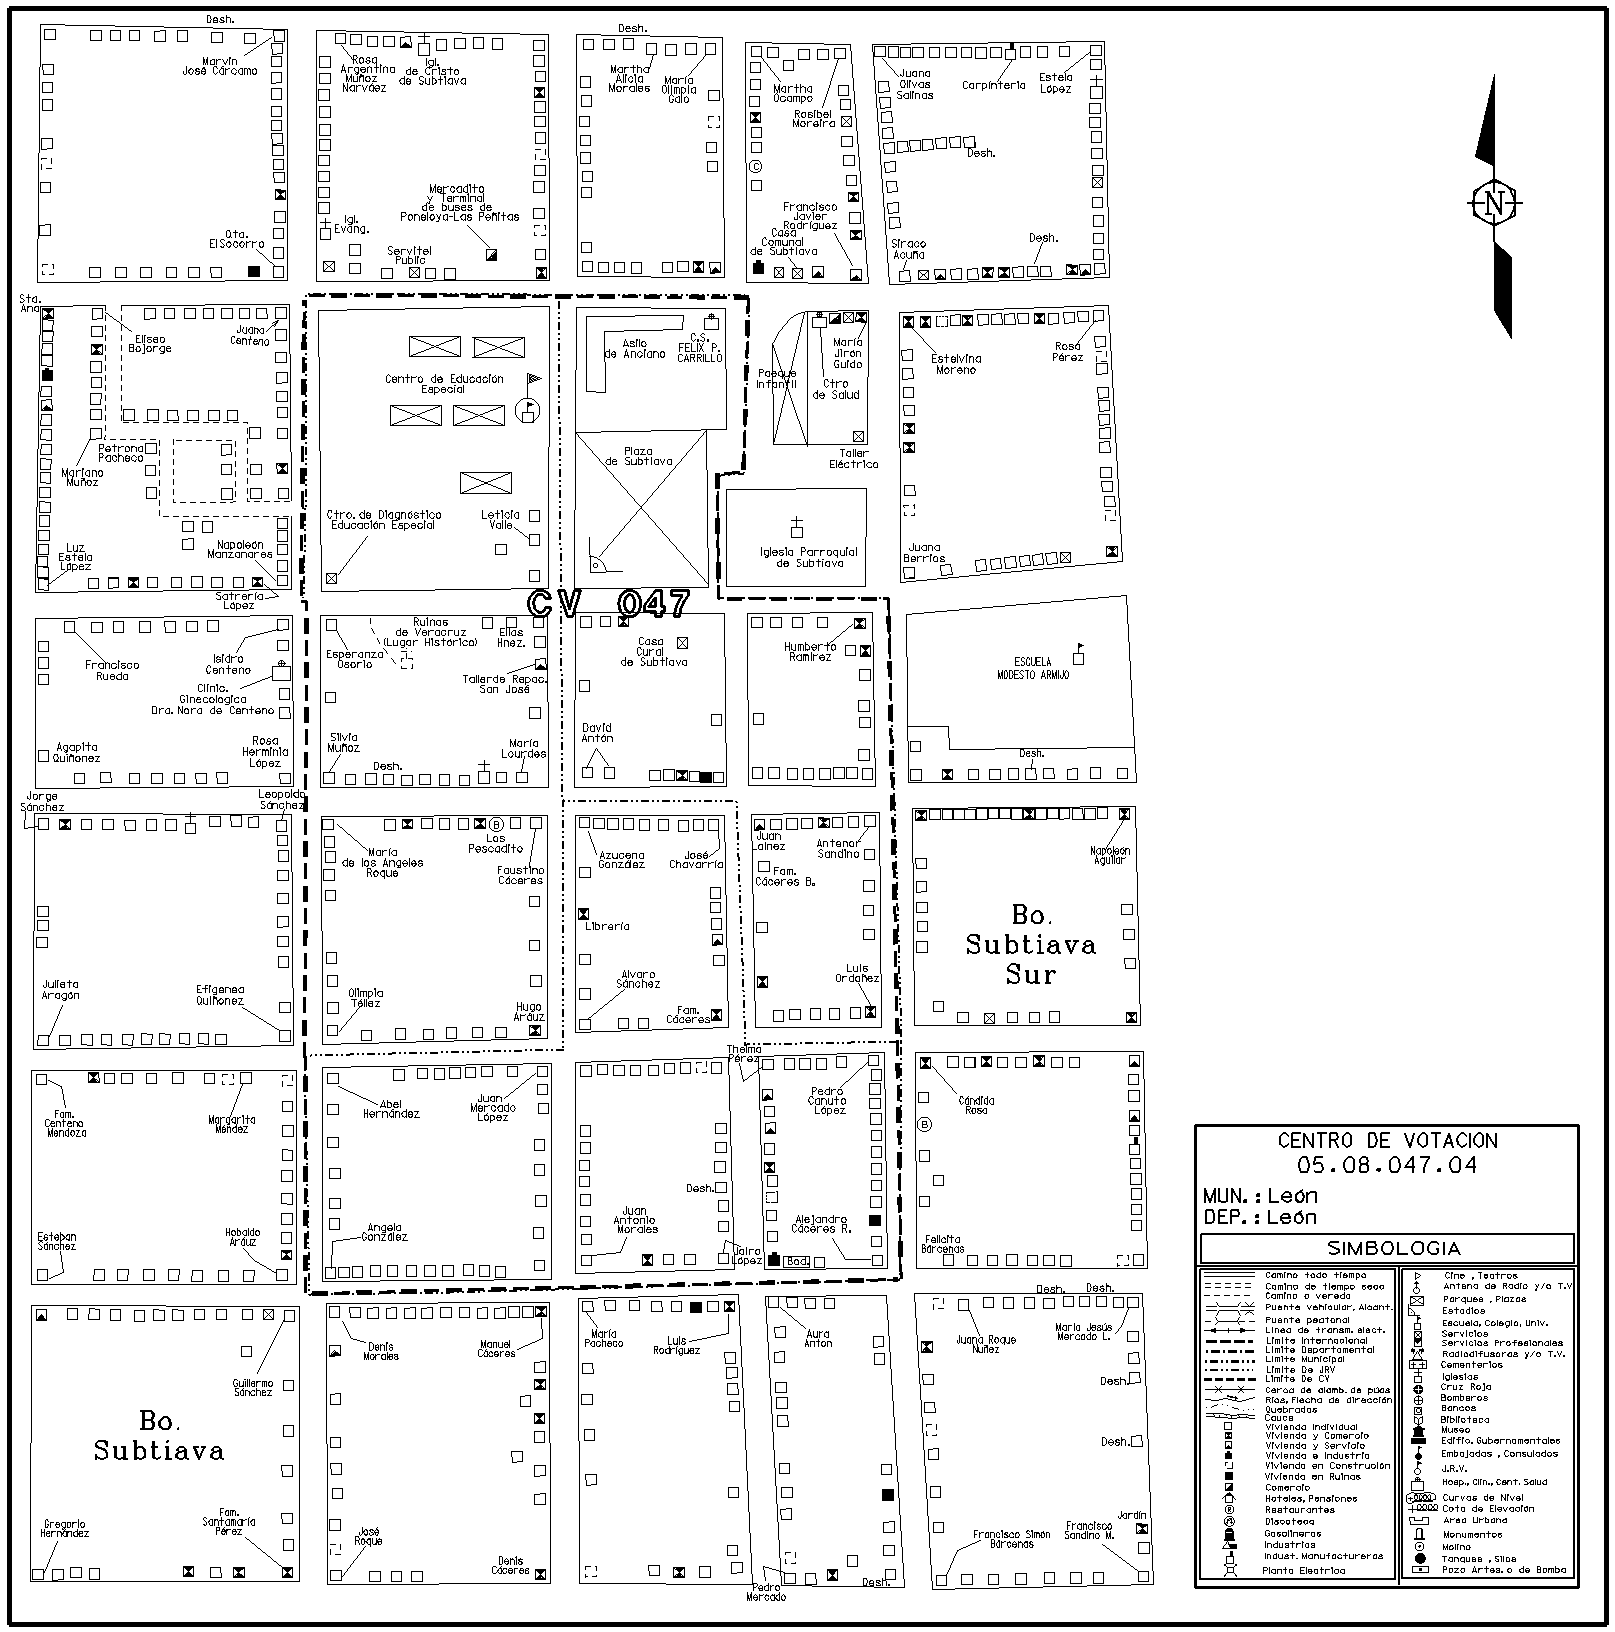 Desh.
Marvin
José Cárcamo
Rosa
Argentina
Muñoz
Narváez
Igl.
de Cristo
de Subtiava
Desh.
Martha
Alicia
Morales
María
Olimpia
Galo
Martha
Ocampo
Rosibel
Moreira
Juana
Olivas
Salinas
Carpintería
Estela
López
Desh.
Mercadito
y Terminal
de buses de
Poneloya-Las Peñitas
Igl.
Evang.
Servitel
Public
Qta.
El Socorro
Francisco
Javier
Rodríguez
Casa
Comunal
de Subtiava
Siraco
Acuña
Desh.
N
Sta.
Ana
Eliseo
Bojorge
Juana
Centeno
Petrona
Pacheco
Mariano
Muñoz
Luz
Estela
López
Napoleón
Manzanares
Satrería
López
Centro de Educación
Especial
Ctro. de Diagnóstico
Educación Especial
Leticia
Valle
Asilo
de Anciano
C.S.
FELIX P.
CARRILLO
Plaza
de Subtiava
Parque
Infantil
María
Jirón
Guido
Ctro
de Salud
Taller
Eléctrico
Iglesia Parroquial
de Subtiava
Estelvina
Moreno
Rosa
Pérez
Juana
Berrios
CV 047
Francisco
Rueda
Isidro
Centeno
Clínic.
Ginecologica
Dra. Nora de Centeno
Agapita
Quiñonez
Rosa
Herminia
López
Ruinas
de Veracruz
(Lugar Histórico)
Elías
Hnez.
Esperanza
Osorio
Taller de Repac.
San José
Silvia
Muñoz
Desh.
María
Lourdes
Casa
Cural
de Subtiava
David
Antón
Humberto
Ramirez
ESCUELA
MODESTO ARMIJO
Desh.
Jorge
Sánchez
Leopoldo
Sánchez
Julieta
Aragón
Efigenea
Quiñonez
María
de los Angeles
Roque
Los
Pescadito
Faustino
Cáceres
Olimpia
Téllez
Hugo
Aráuz
Azucena
González
José
Chavarría
Librería
Alvaro
Sánchez
Fam.
Cáceres
Juan
Lainez
Antenor
Sandino
Fam.
Cáceres B.
Luis
Ordoñez
Napoleón
Aguilar
Bo.
Subtiava
Sur
Fam.
Centeno
Mendoza
Margarita
Méndez
Esteban
Sánchez
Hobaldo
Aráuz
Abel
Hernández
Juan
Mercado
López
Angela
González
Thelma
Pérez
Desh.
Juan
Antonio
Morales
Jairo
López
Pedro
Canuto
López
Alejandro
Cáceres R.
Bod.
Cándida
Rosa
Felicita
Bárcenas
Guillermo
Sánchez
Bo.
Subtiava
Gregorio
Hernández
Fam.
Santamaría
Pérez
Denis
Morales
Manuel
Cáceres
José
Roque
Denis
Cáceres
María
Pacheco
Luis
Rodríguez
Aura
Anton
Pedro
Mercado
Desh.
Desh.
Desh.
Juana Roque
Nuñez
María Jesús
Mercado L.
Desh.
Desh.
Jardín
Francisco Simón
Bárcenas
Francisco
Sandino M.
CENTRO DE VOTACION
05.08.047.04
MUN.: León
DEP.: León
SIMBOLOGIA
Camino todo tiempo
Camino de tiempo seco
Camino o vereda
Puente vehicular, Alcant.
Puente peatonal
Línea de transm. elect.
Límite Internacional
Límite Departamental
Límite Municipal
Límite De JRV
Límite De CV
Cerca de alamb. de púas
Ríos, Flecha de dirección
Quebradas
Cauce
Vivienda Individual
Vivienda y Comercio
Vivienda y Servicio
Vivienda e Industria
Vivienda en Construción
Vivienda en Ruinas
Comercio
Hoteles, Pensiones
Restaurantes
Discoteca
Gasolineras
Industrias
Indust. Manufactureras
Planta Electrica
Cine, Teatros
Antena de Radio y/o T.V
Parques, Plazas
Estadios
Escuela, Colegio, Univ.
Servicios
Servicios Profesionales
Radiodifusoras y/o T.V.
Cementerios
Iglesias
Cruz Roja
Bomberos
Bancos
Biblioteca
Museo
Edific. Gubernamentales
Embajadas, Consulados
J.R.V.
Hosp., Clín., Cent. Salud
Curvas de Nivel
Cota de Elevación
Area Urbana
Monumentos
Molino
Tanques, Silos
Pozo Artes. o de Bomba